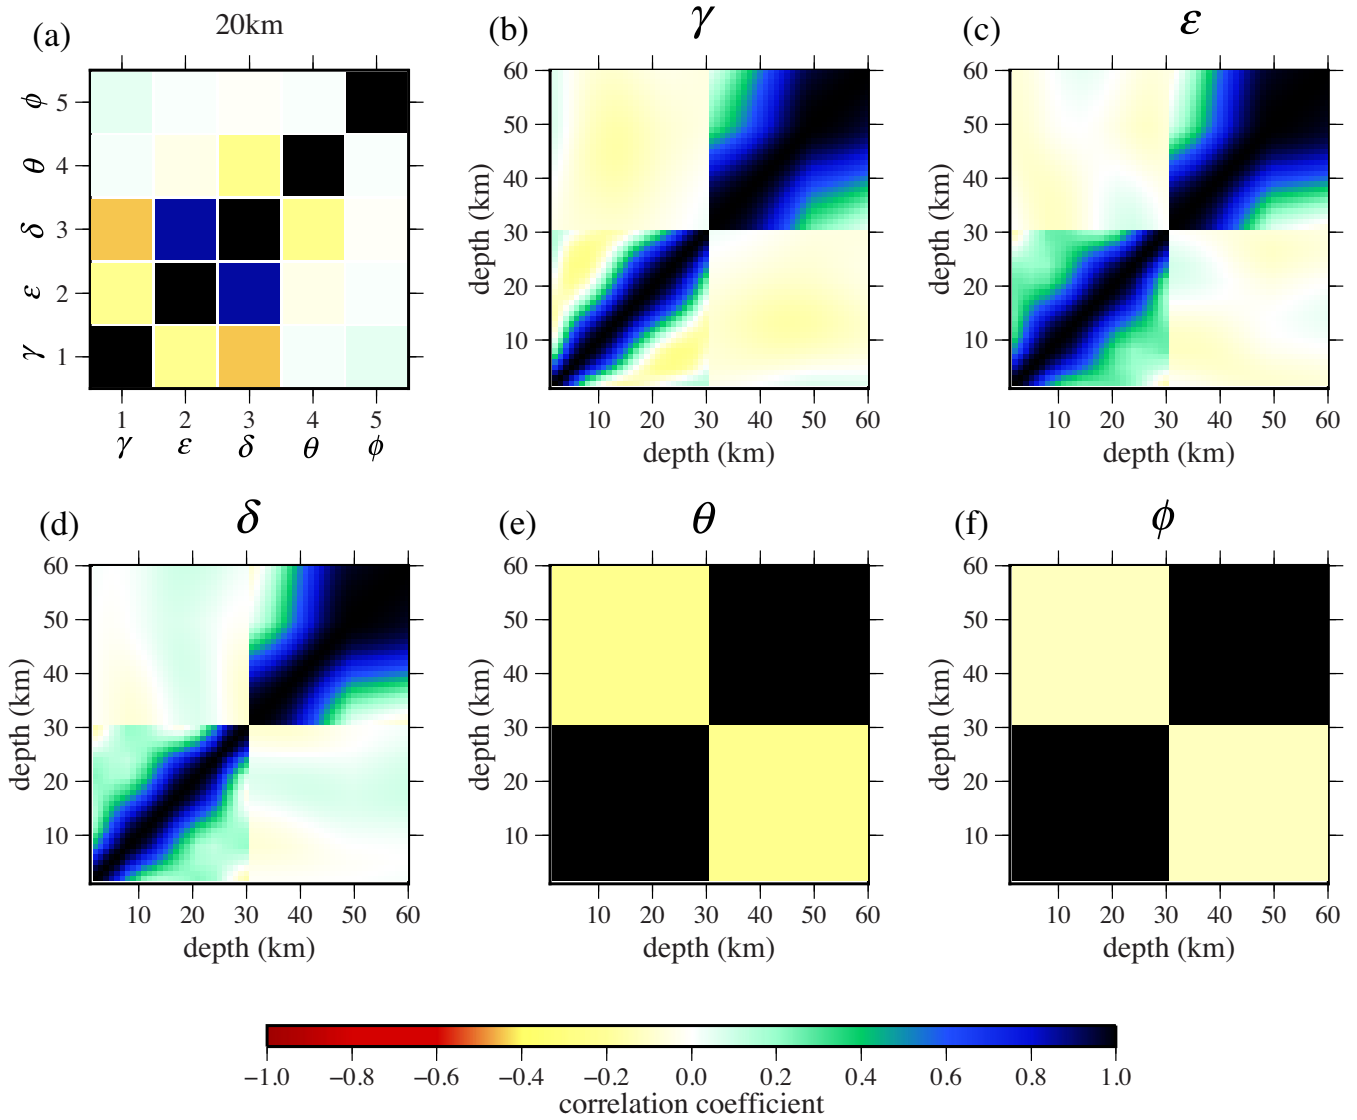 (a) 20km
ϕ 5
θ 4
δ 3
ε 2
γ 1
1 2 3 4 5
γ ε δ θ ϕ
(b) γ
60
50
40
30
20
10
depth (km)
10 20 30 40 50 60
depth (km)
(c) ε
60
50
40
30
20
10
depth (km)
10 20 30 40 50 60
depth (km)
(d) δ
60
50
40
30
20
10
depth (km)
10 20 30 40 50 60
depth (km)
(e) θ
60
50
40
30
20
10
depth (km)
10 20 30 40 50 60
depth (km)
(f) ϕ
60
50
40
30
20
10
depth (km)
10 20 30 40 50 60
depth (km)
−1.0 −0.8 −0.6 −0.4 −0.2 0.0 0.2 0.4 0.6 0.8 1.0
correlation coefficient